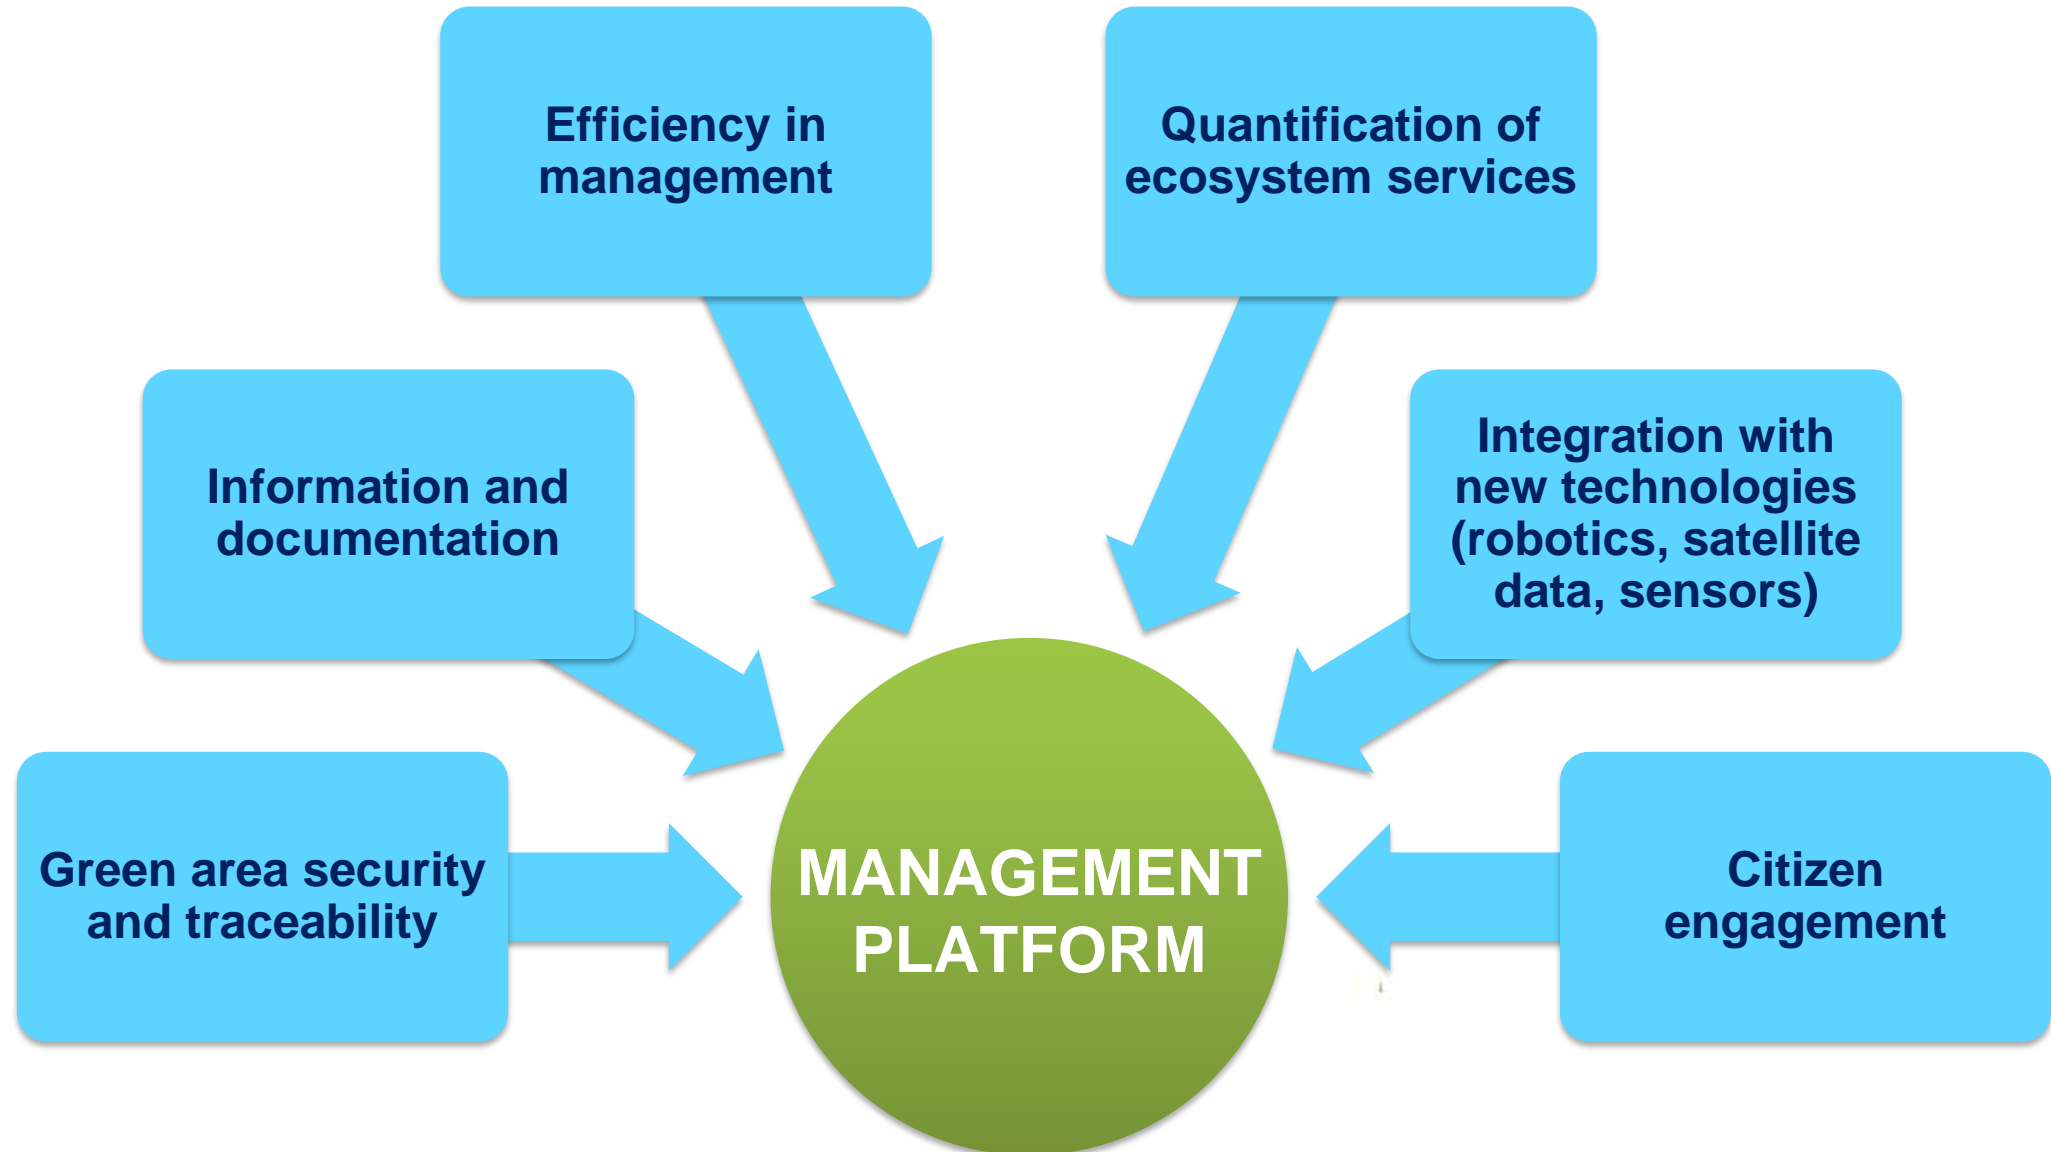 Efficiency in
management
Quantification of
ecosystem services
Information and
documentation
Integration with
new technologies
(robotics, satellite
data, sensors)
Green area security
and traceability
MANAGEMENT
PLATFORM
Citizen
engagement